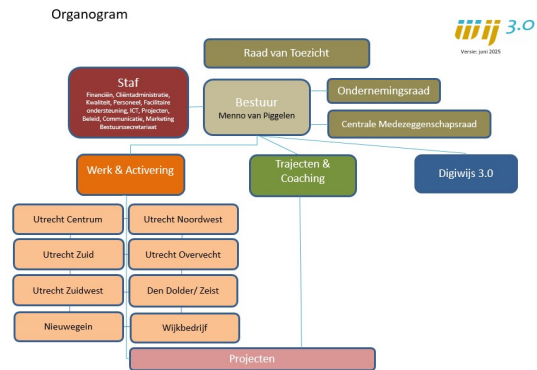 Organogram
wij 3.0
Versie: juni 2025
Raad van Toezicht
Staf
Financiën, Cliëntadministratie,
Kwaliteit, Personeel, Facilitaire
ondersteuning, ICT, Projecten,
Beleid, Communicatie, Marketing
Bestuurssecretariaat
Bestuur
Menno van Piggelen
Ondernemingsraad
Centrale Medezeggenschapsraad
Werk & Activering
Trajecten &
Coaching
Digiwijs 3.0
Utrecht Centrum
Utrecht Noordwest
Utrecht Zuid
Utrecht Overvecht
Utrecht Zuidwest
Den Dolder/ Zeist
Nieuwegein
Wijkbedrijf
Projecten